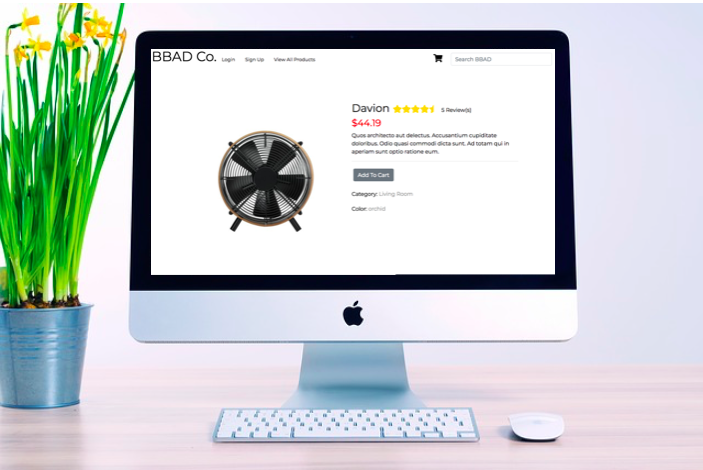 BBAD Co. Login Sign Up View All Products Search BBAD
Davion 5 Review(s)
$44.19
Quos architecto aut delectus. Accusantium cupiditate
doloribus. Odio quasi commodi dicta sunt. Ad totam qui in
aperiam sunt optio ratione eum.
Add To Cart
Category: Living Room
Color: orchid